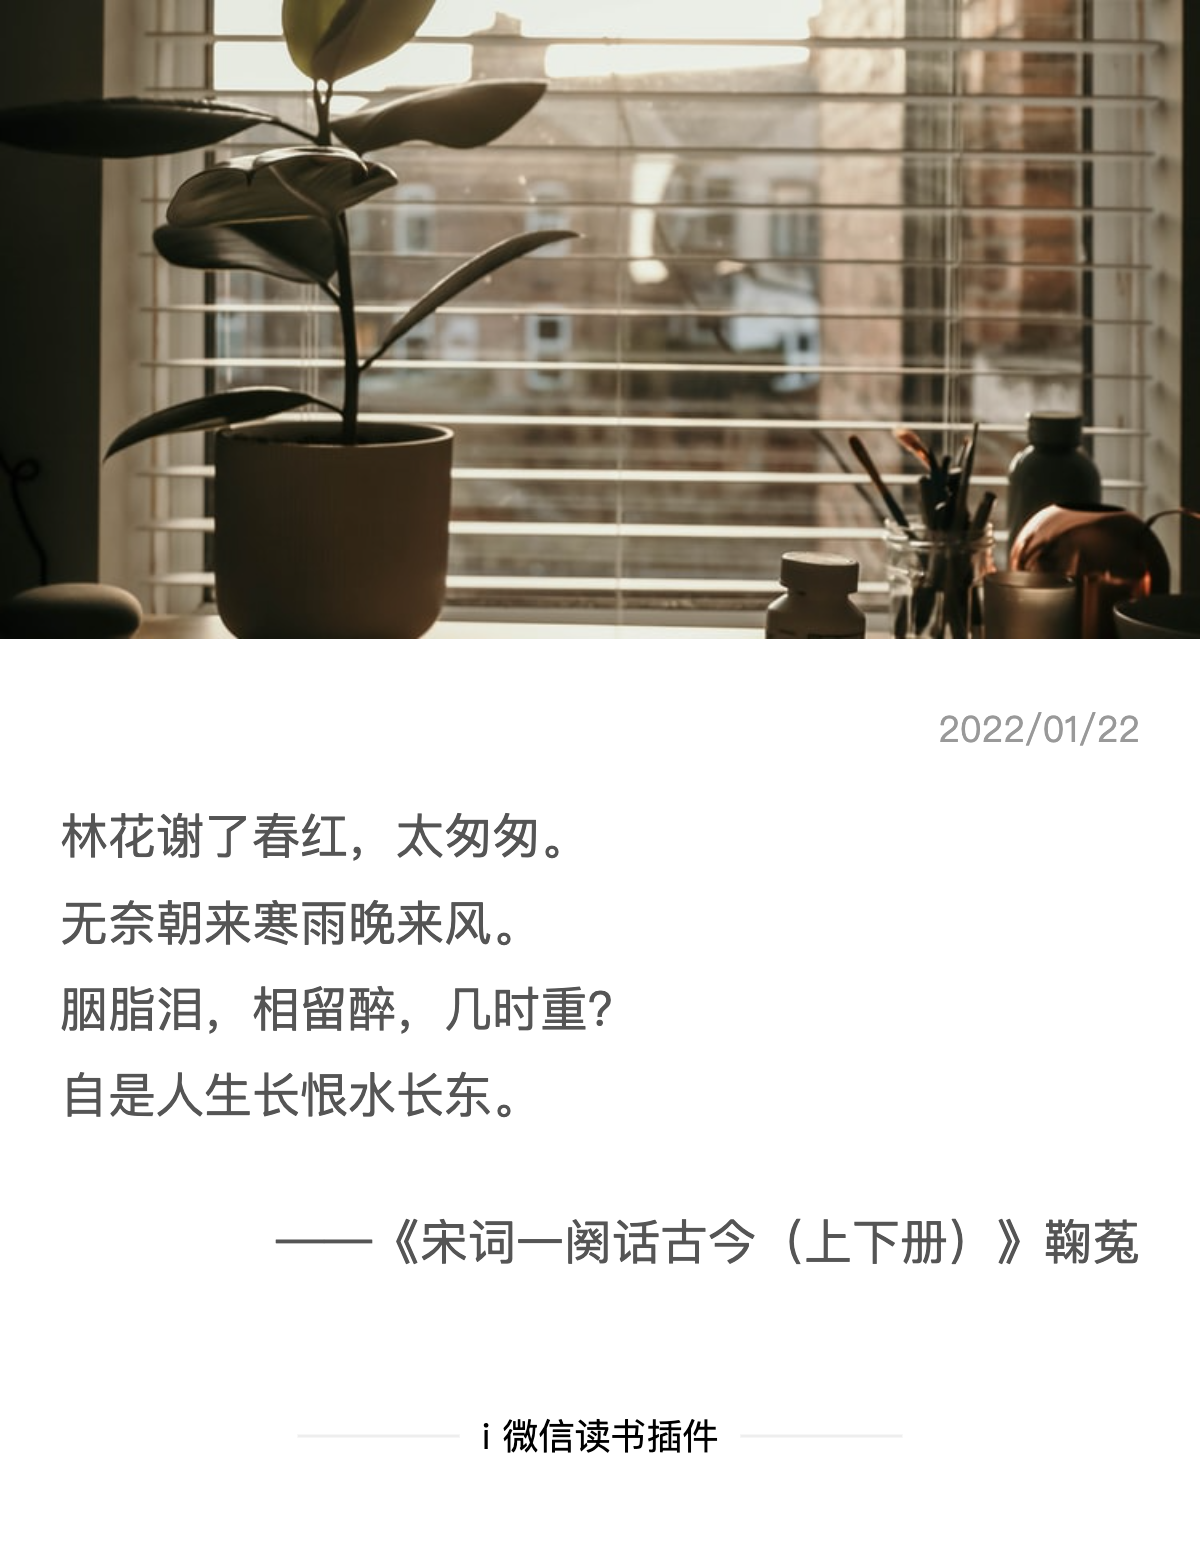 2022/01/22
林花谢了春红，太匆匆。
无奈朝来寒雨晚来风。
胭脂泪，相留醉，几时重？
自是人生长恨水长东。
——《宋词一阕话古今（上下册）》鞠菟
i 微信读书插件